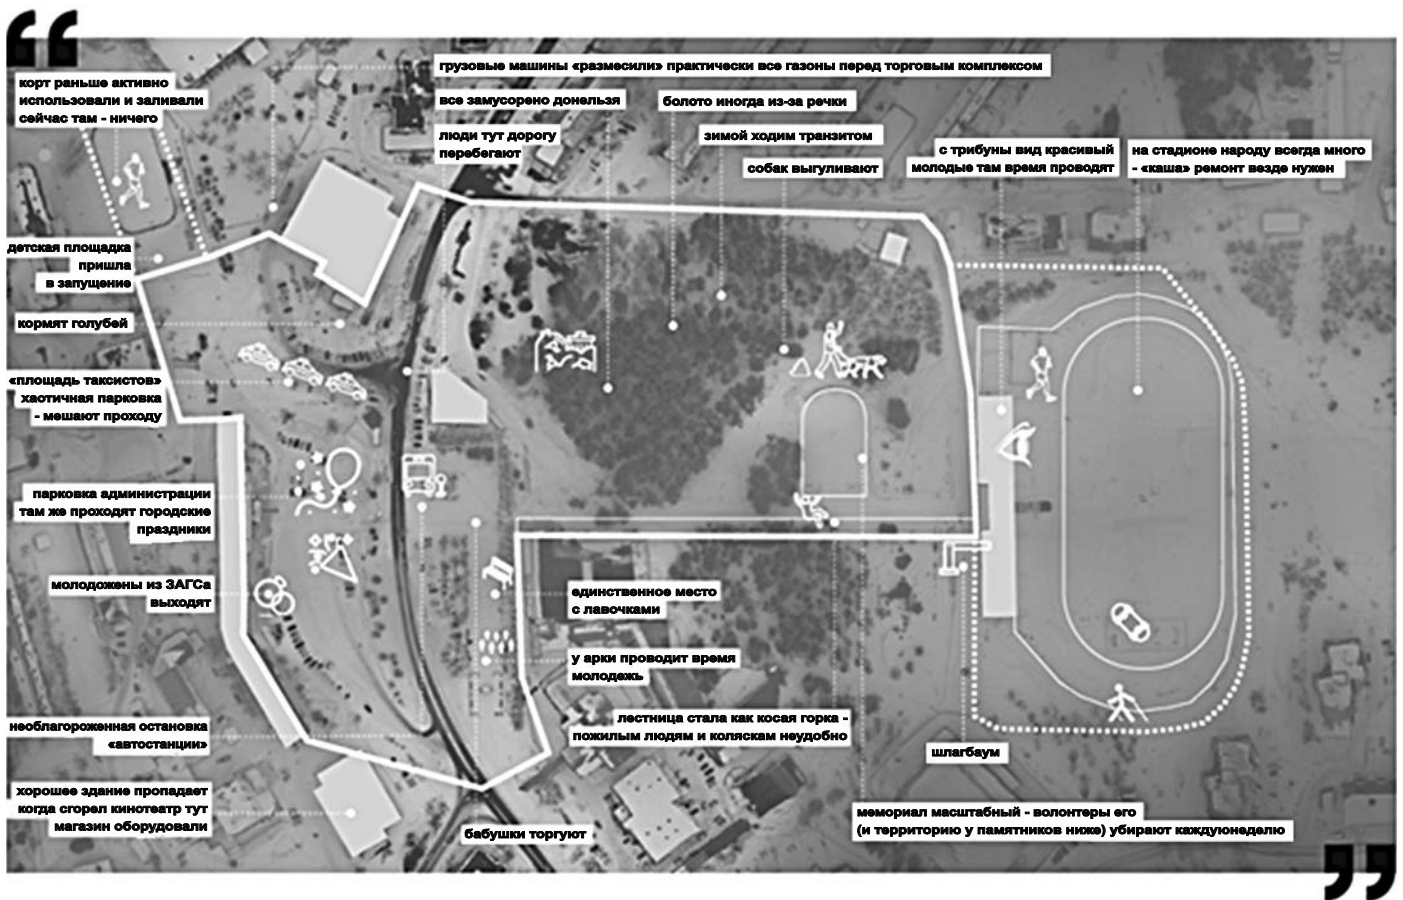 грузовые машины «размесили» практически все газоны перед торговым комплексом
корт раньше активно
использовали и заливали
сейчас там - ничего
все замусорено донельзя
болото иногда из-за речки
люди тут дорогу
перебегают
зимой ходим транзитом
собак выгуливают
с трибуны вид красивый
молодые там время проводят
на стадионе народу всегда много
- «каша» ремонт везде нужен
детская площадка
пришла
в запущение
кормят голубей
«площадь таксистов»
хаотичная парковка
- мешают проходу
парковка администрации
там же проходят городские
праздники
молодожены из ЗАГСа
выходят
единственное место
с лавочками
у арки проводит время
молодежь
необлагороженная остановка
«автостанции»
лестница стала как косая горка -
пожилым людям и коляскам неудобно
шлагбаум
хорошее здание пропадает
когда сгорел кинотеатр тут
магазин оборудовали
бабушки торгуют
мемориал масштабный - волонтеры его
(и территорию у памятников ниже) убирают каждуюнеделю